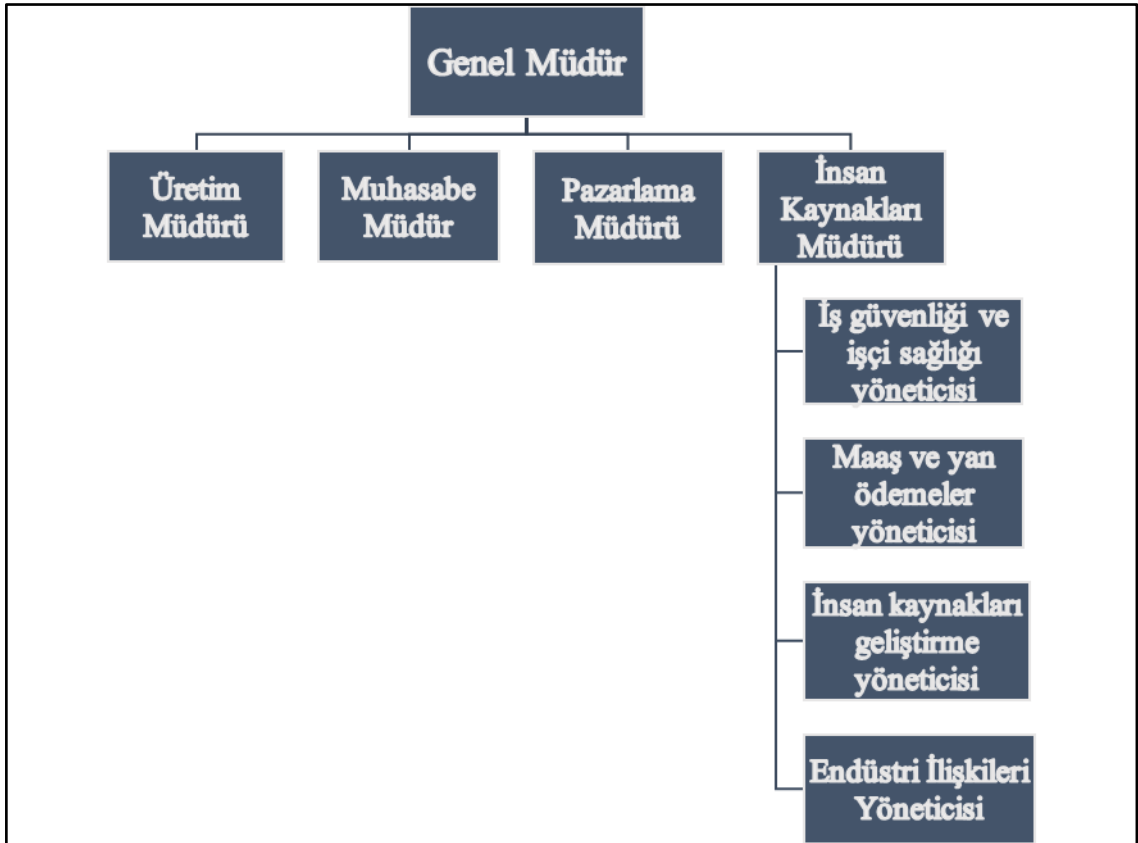 Genel Müdür
Üretim
Müdürü
Muhasabe
Müdür
Pazarlama
Müdürü
İnsan
Kaynakları
Müdürü
İş güvenliği ve
işçi sağlığı
yöneticisi
Maaş ve yan
ödemeler
yöneticisi
İnsan kaynakları
geliştirme
yöneticisi
Endüstri İlişkileri
Yöneticisi